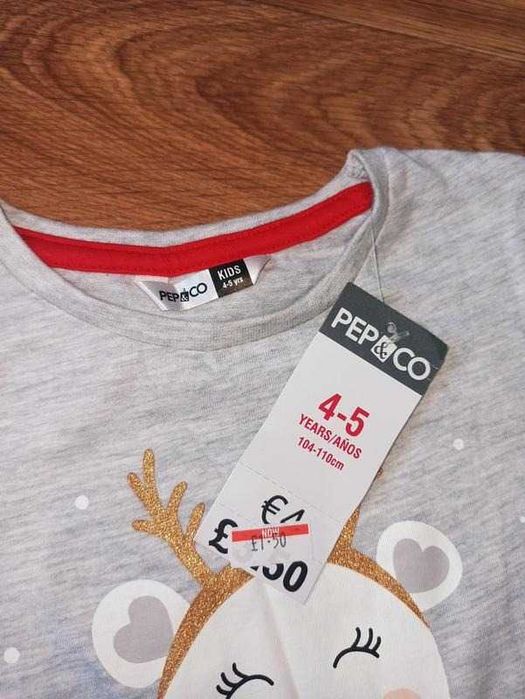 PEP&CO
KIDS
4-5 yrs
PEP&CO
4-5
YEARS/AÑOS
104-110cm
NOW
£1.50